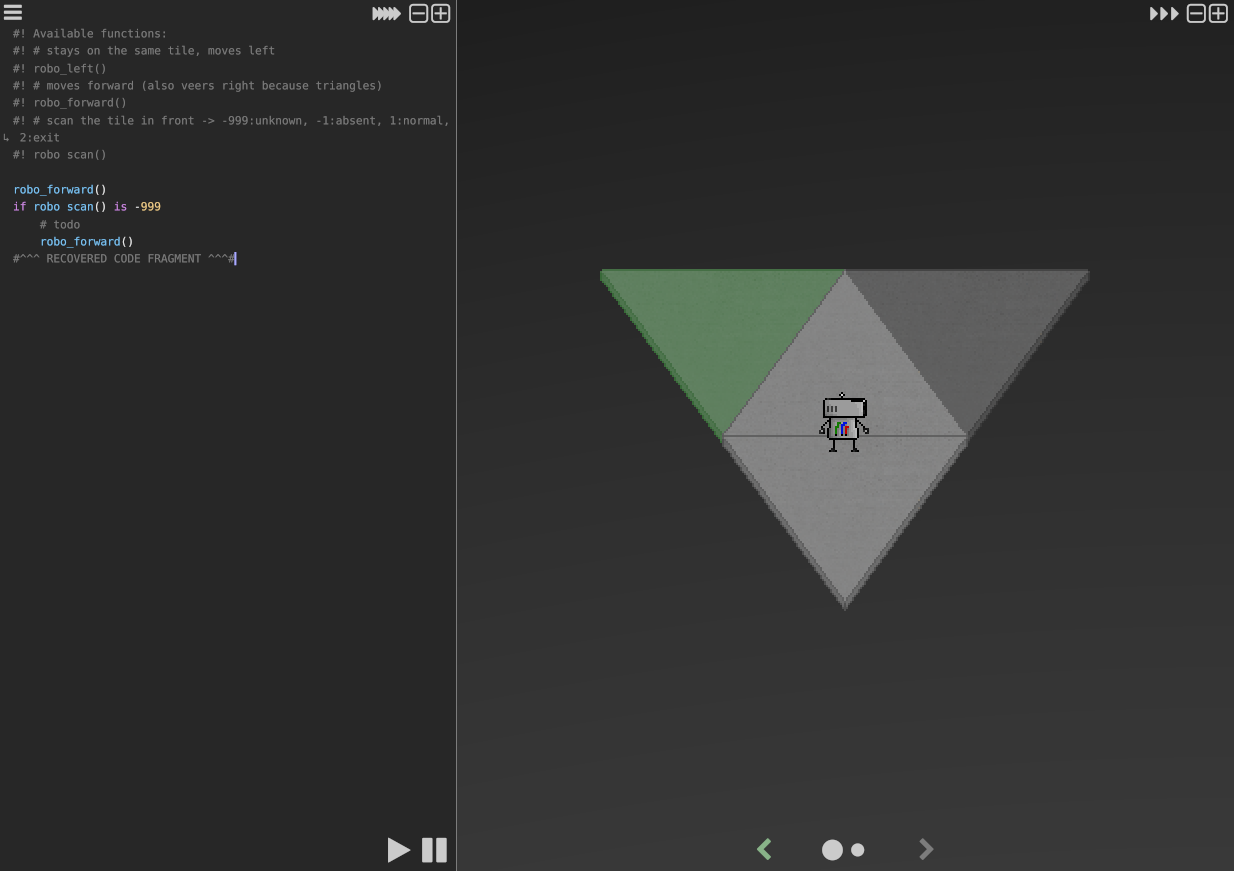 #! Available functions:
#! # stays on the same tile, moves left
#! robo_left()
#! # moves forward (also veers right because triangles)
#! robo_forward()
#! # scan the tile in front -> -999:unknown, -1:absent, 1:normal,
↳ 2:exit
#! robo scan()
robo_forward()
if robo scan() is -999
# todo
robo_forward()
#^^^ RECOVERED CODE FRAGMENT ^^^#